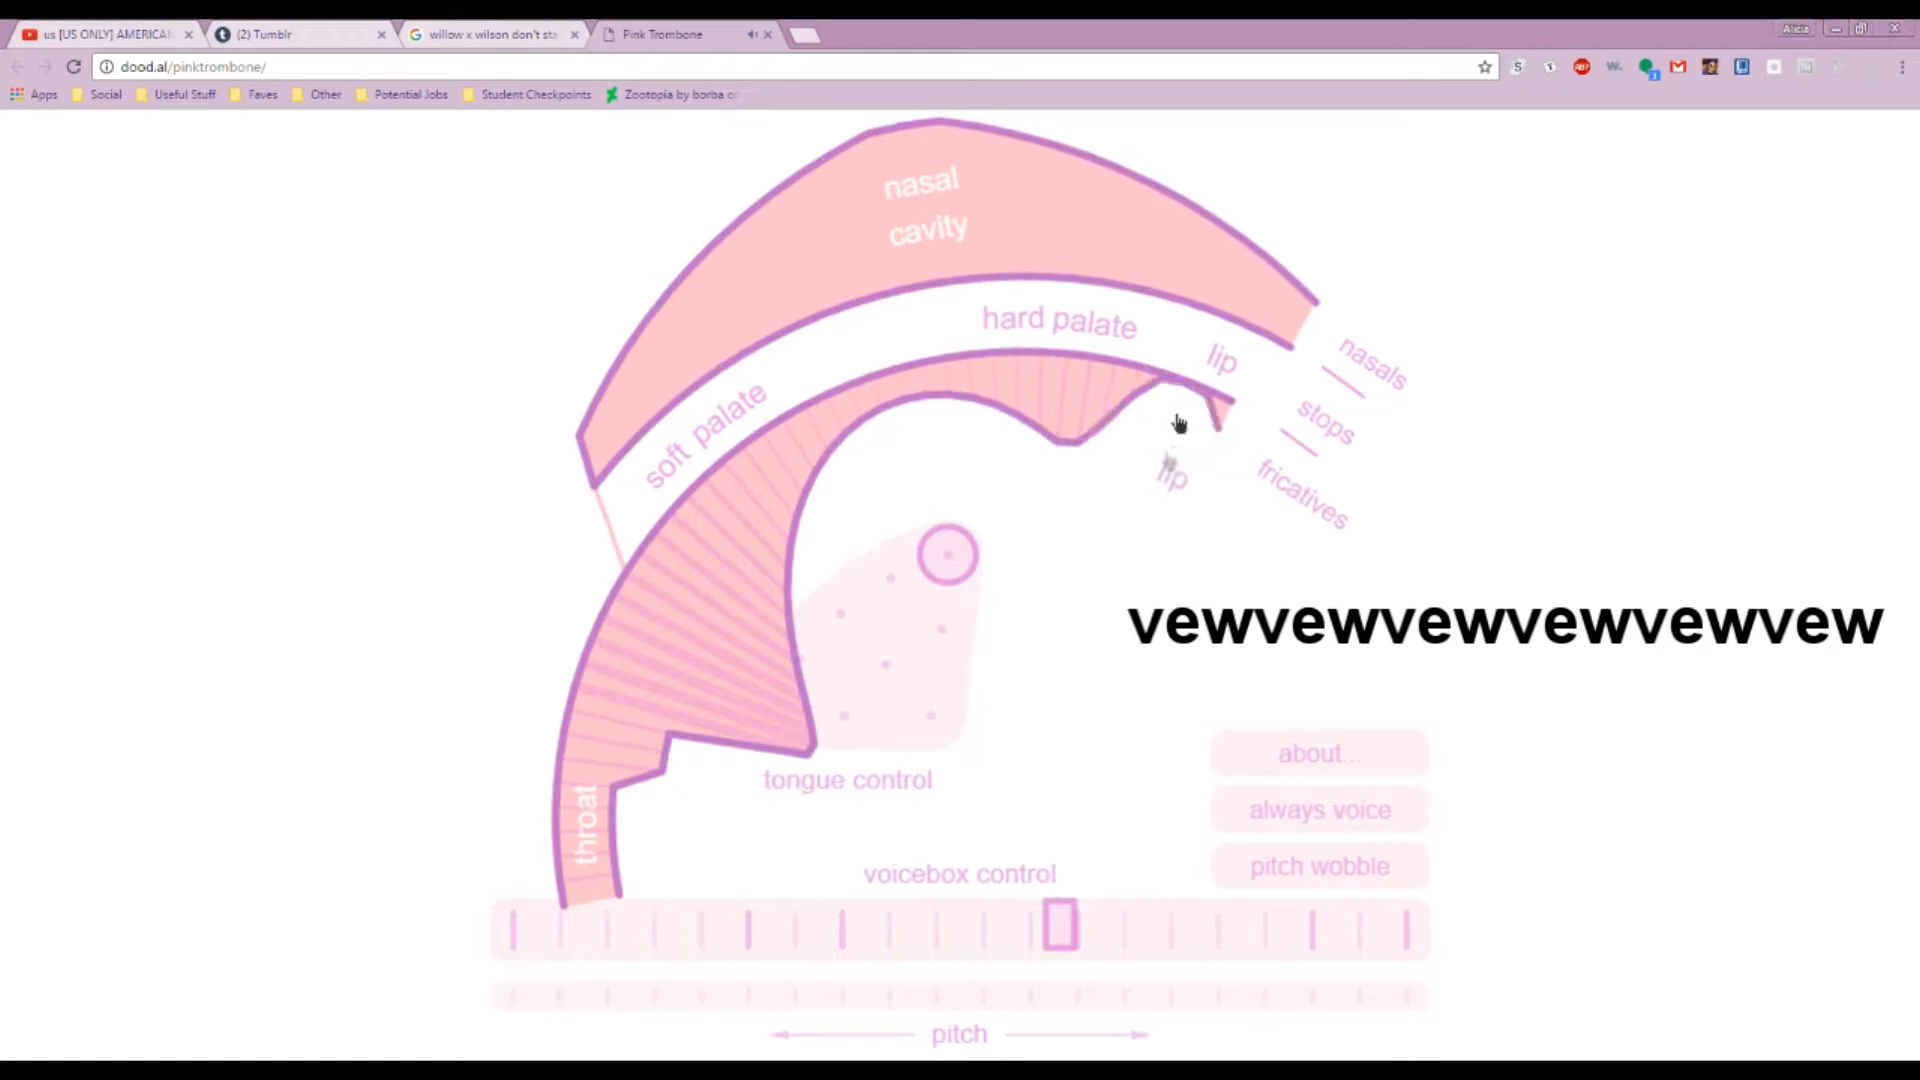 us [US ONLY] AMERICAN
(2) Tumblr
willow x wilson don't sto
Pink Trombone
Alicia
dood.al/pinktrombone/
Apps
Social
Useful Stuff
Faves
Other
Potential Jobs
Student Checkpoints
Zootopia by borba o
nasal
cavity
hard palate
lip
soft palate
nasals
stops
fricatives
lip
vewvewvewvewvewvew
tongue control
about...
always voice
pitch wobble
throat
voicebox control
pitch